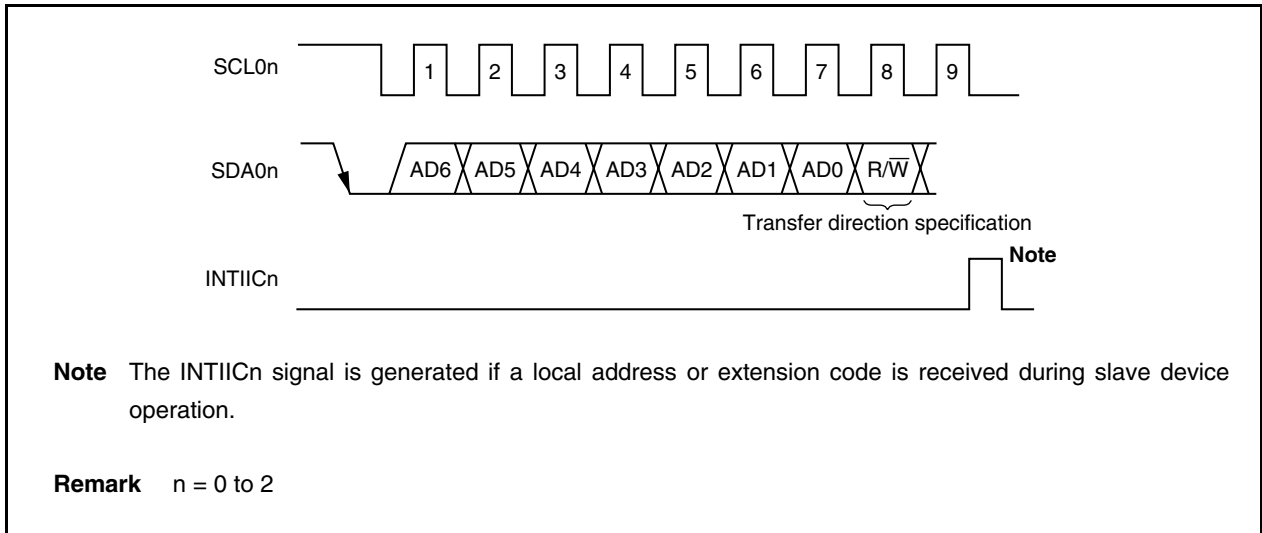 SCL0n
1 2 3 4 5 6 7 8 9
SDA0n
AD6 AD5 AD4 AD3 AD2 AD1 AD0 R/W̅
Transfer direction specification
Note
INTIICn
Note The INTIICn signal is generated if a local address or extension code is received during slave device
operation.
Remark n = 0 to 2